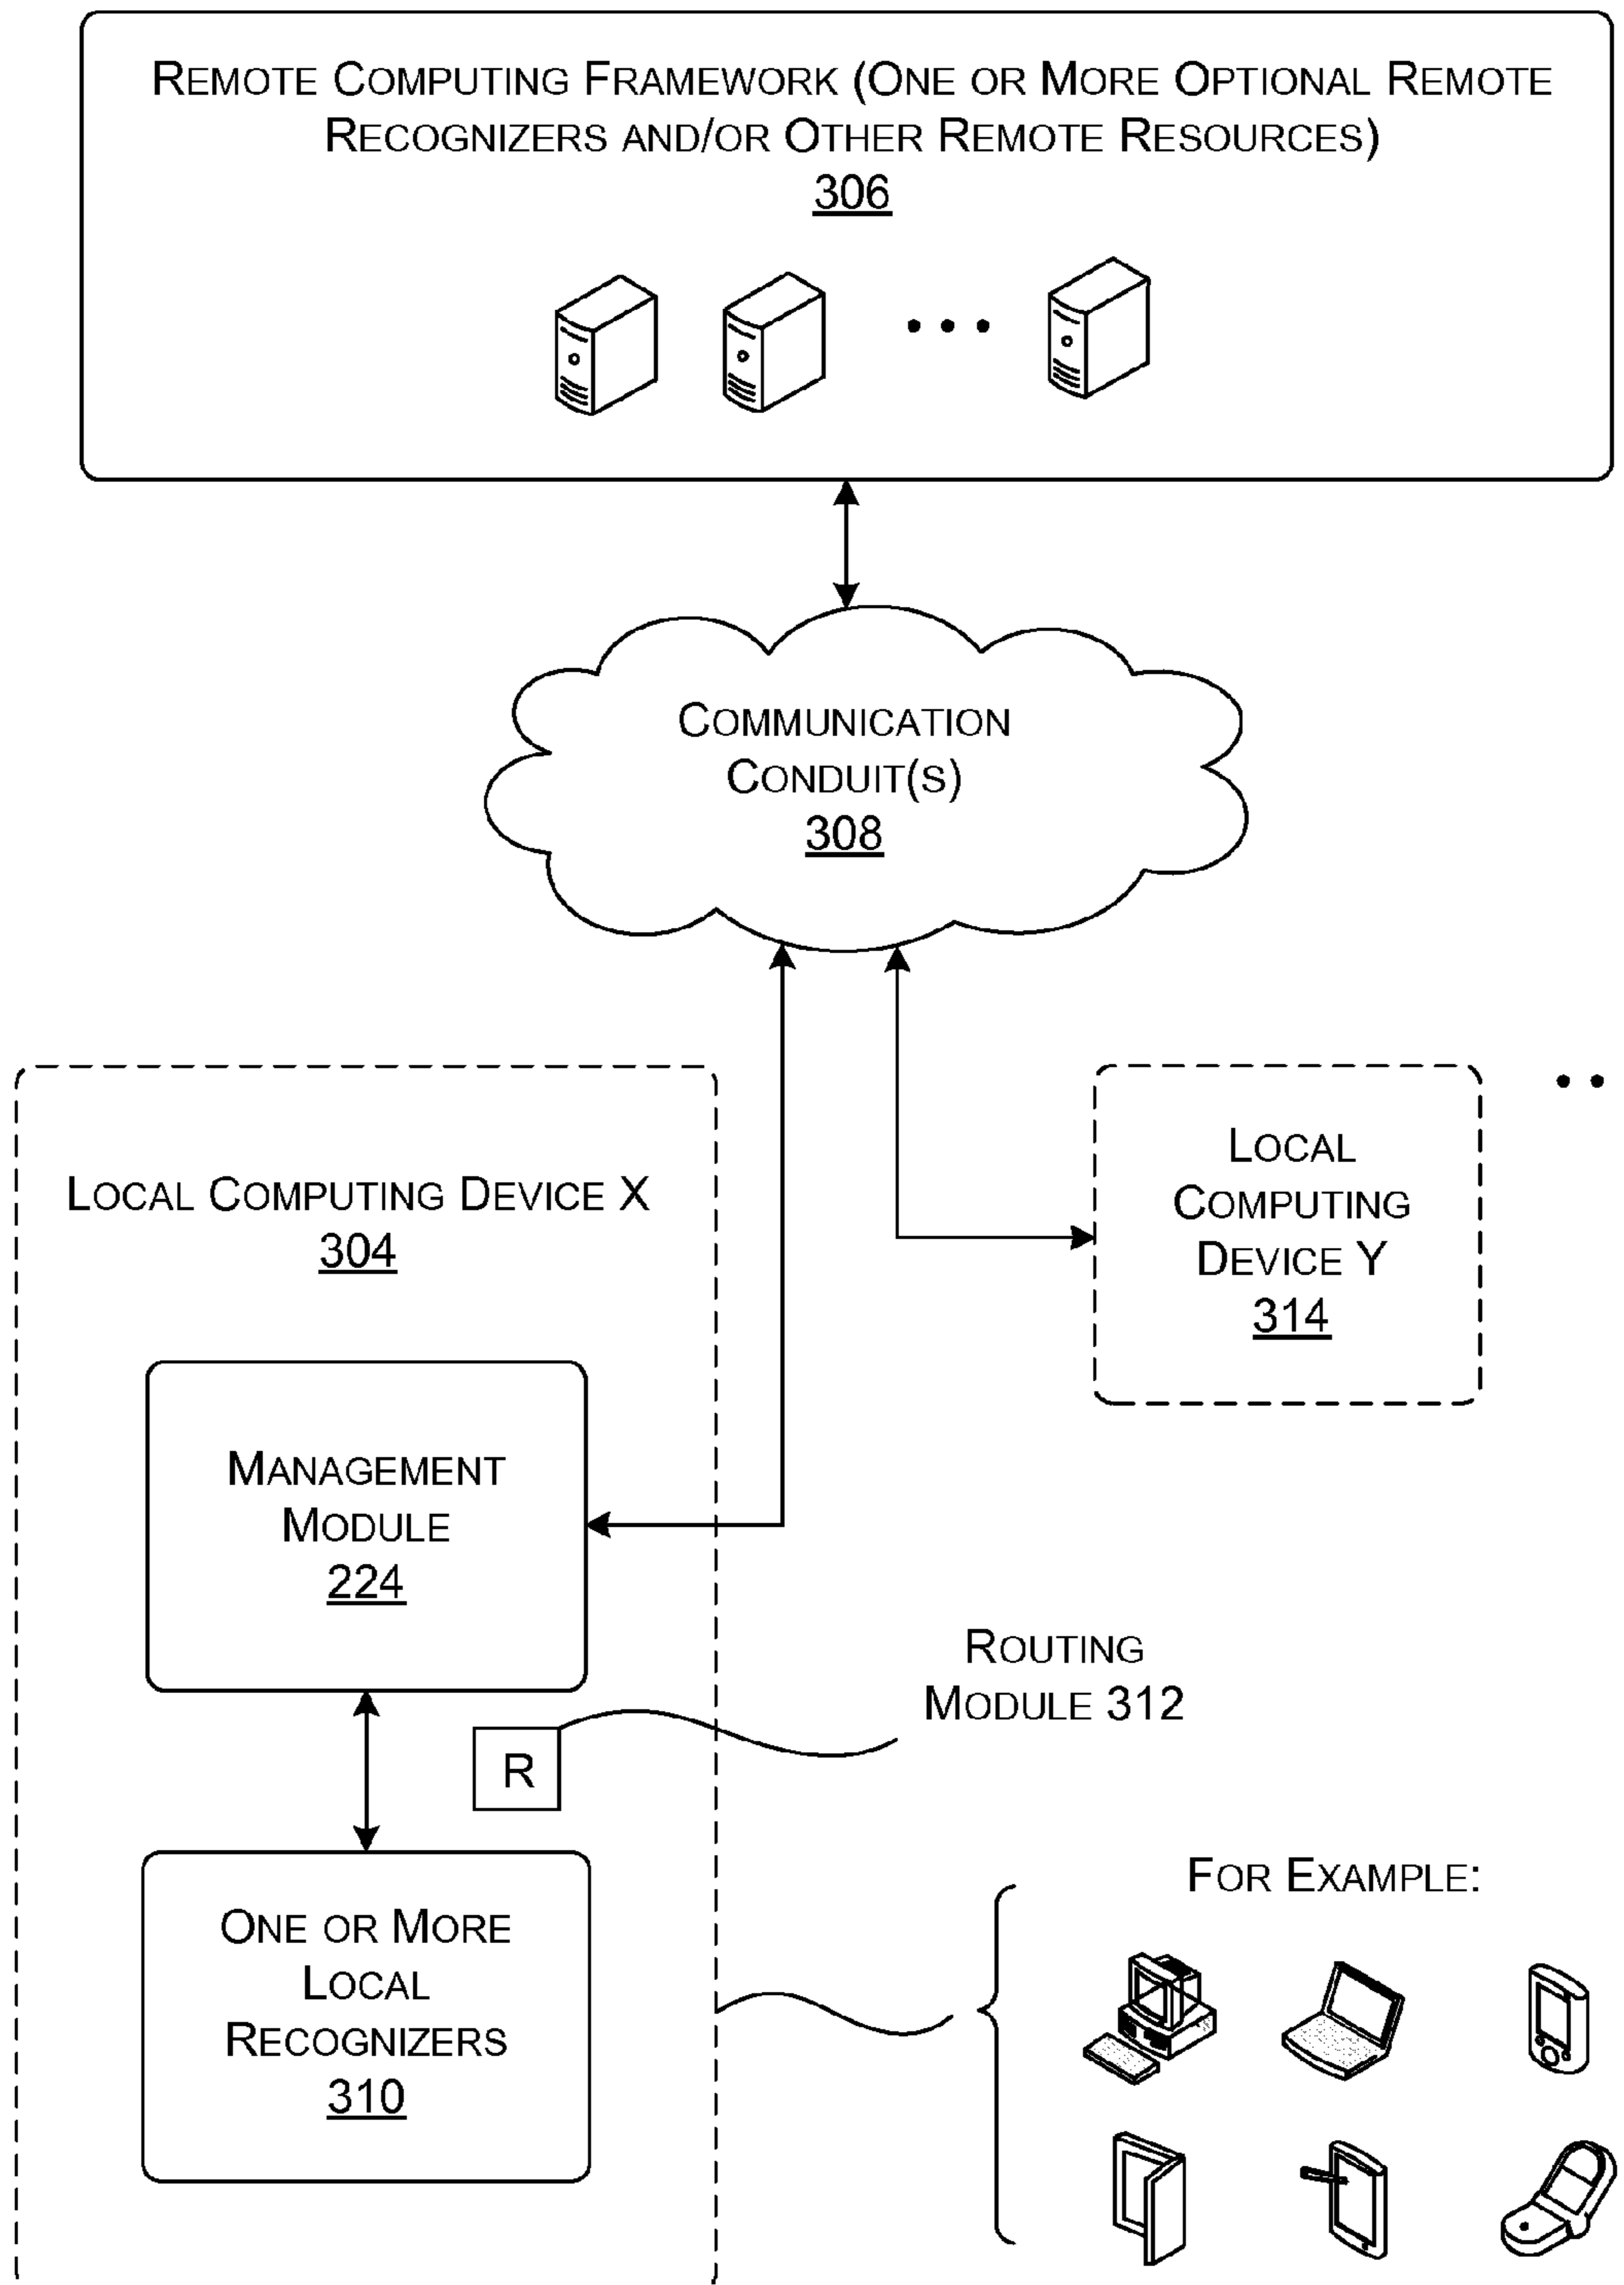 REMOTE COMPUTING FRAMEWORK (ONE OR MORE OPTIONAL REMOTE
RECOGNIZERS AND/OR OTHER REMOTE RESOURCES)
306
COMMUNICATION
CONDUIT(S)
308
LOCAL COMPUTING DEVICE X
304
LOCAL
COMPUTING
DEVICE Y
314
MANAGEMENT
MODULE
224
ROUTING
MODULE 312
R
ONE OR MORE
LOCAL
RECOGNIZERS
310
FOR EXAMPLE: